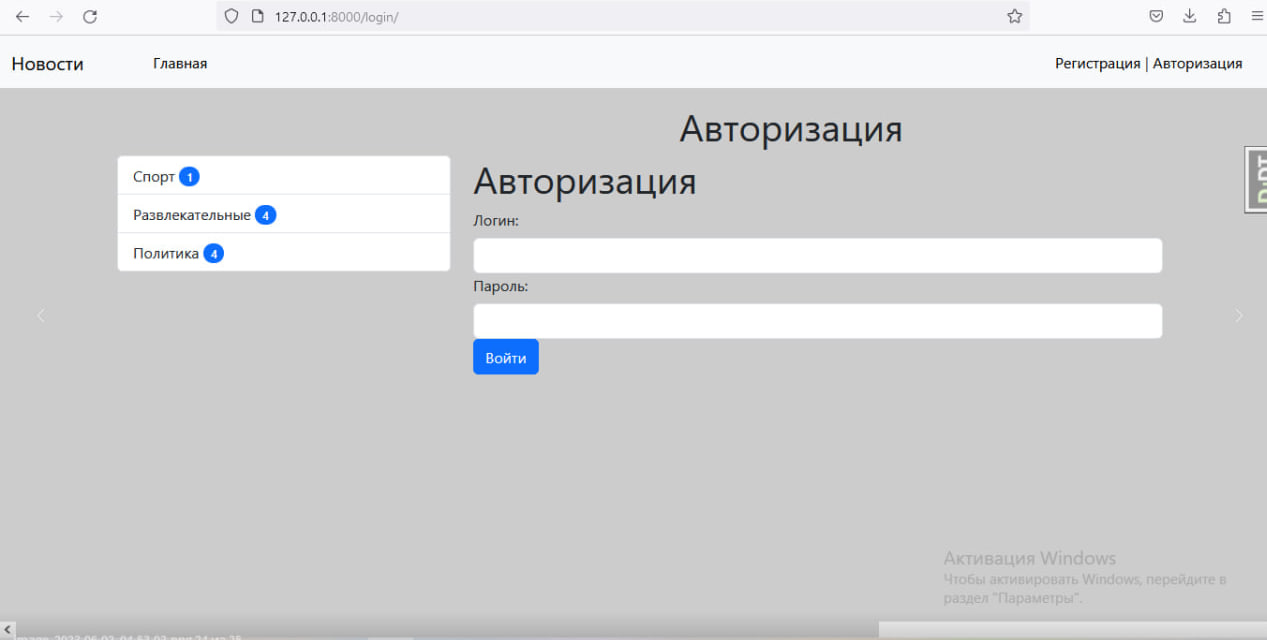 127.0.0.1:8000/login/
Новости
Главная
Регистрация | Авторизация
Авторизация
Спорт 1
Развлекательные 4
Политика 4
Авторизация
Логин:
Пароль:
Войти
DjDT
Активация Windows
Чтобы активировать Windows, перейдите в
раздел "Параметры".